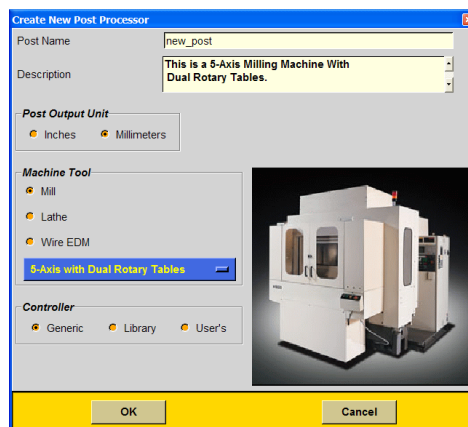 Create New Post Processor
Post Name
new_post
Description
This is a 5-Axis Milling Machine With
Dual Rotary Tables.
Post Output Unit
Inches
Millimeters
Machine Tool
Mill
Lathe
Wire EDM
5-Axis with Dual Rotary Tables
Controller
Generic
Library
User's
OK
Cancel